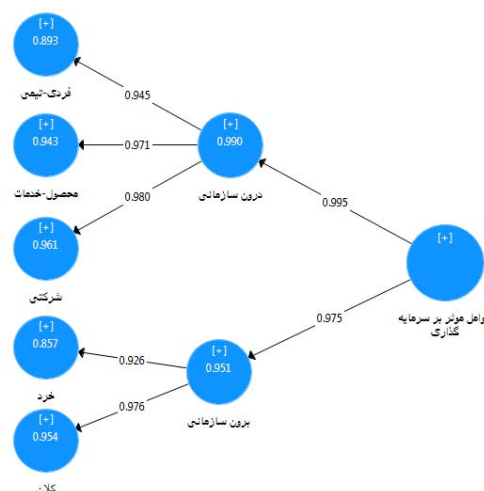 [+]
0.893
فردی-تیمی
[+]
0.943
محصول-خدمات
[+]
0.961
شرکتی
[+]
0.857
خرد
[+]
0.954
کلان
0.945
0.971
0.980
0.926
0.976
[+]
0.990
درون سازمانی
[+]
0.951
برون سازمانی
0.995
0.975
[+]
وامل موثر بر سرمایه
گذاری